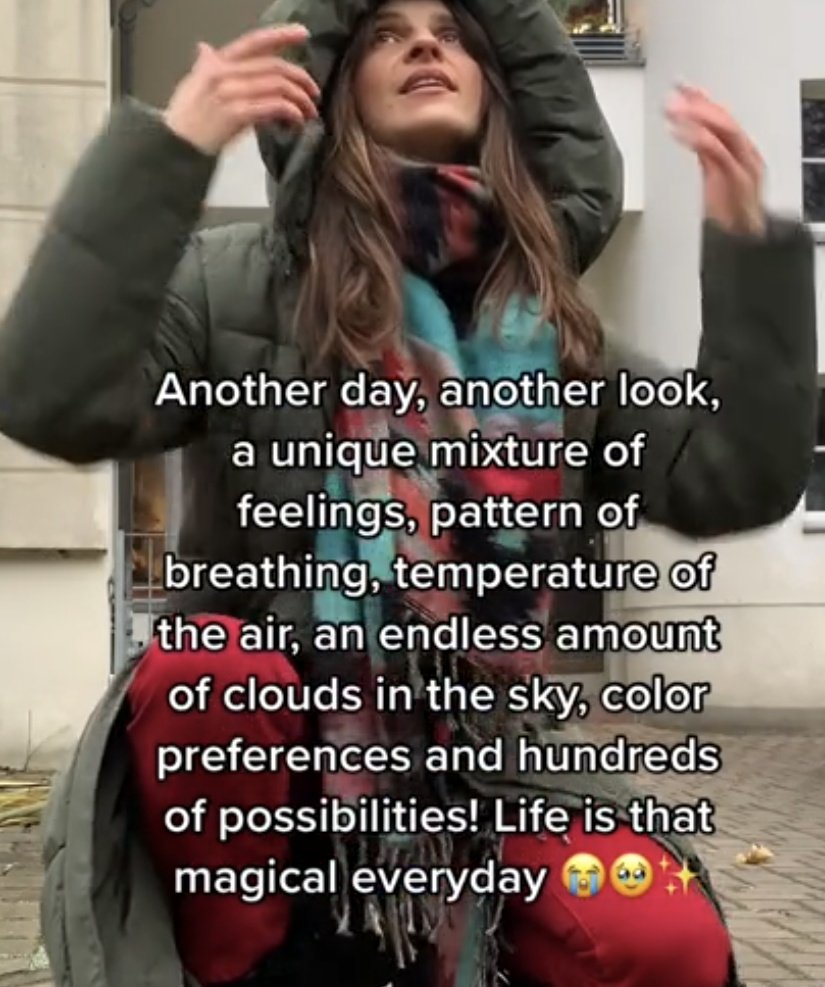 Another day, another look,
a unique mixture of
feelings, pattern of
breathing, temperature of
the air, an endless amount
of clouds in the sky, color
preferences and hundreds
of possibilities! Life is that
magical everyday 😭🥹✨